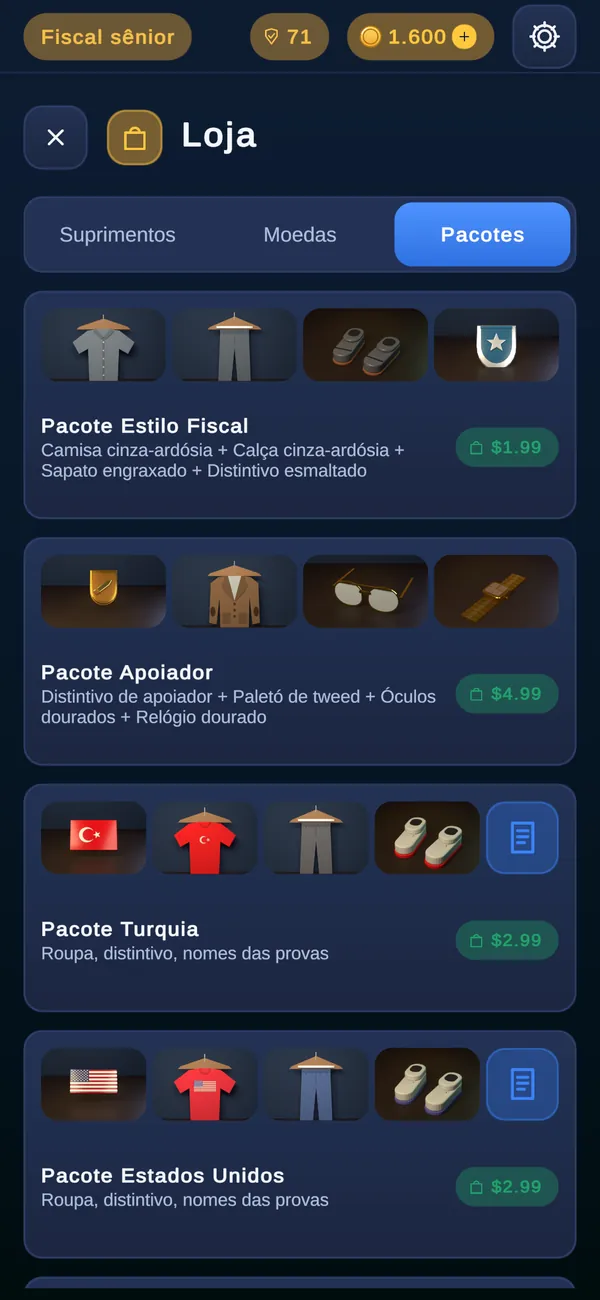 Fiscal sênior
71
1.600
Loja
Suprimentos
Moedas
Pacotes
Pacote Estilo Fiscal
Camisa cinza-ardósia + Calça cinza-ardósia +
Sapato engraxado + Distintivo esmaltado
$1.99
Pacote Apoiador
Distintivo de apoiador + Paletó de tweed + Óculos
dourados + Relógio dourado
$4.99
Pacote Turquia
Roupa, distintivo, nomes das provas
$2.99
Pacote Estados Unidos
Roupa, distintivo, nomes das provas
$2.99